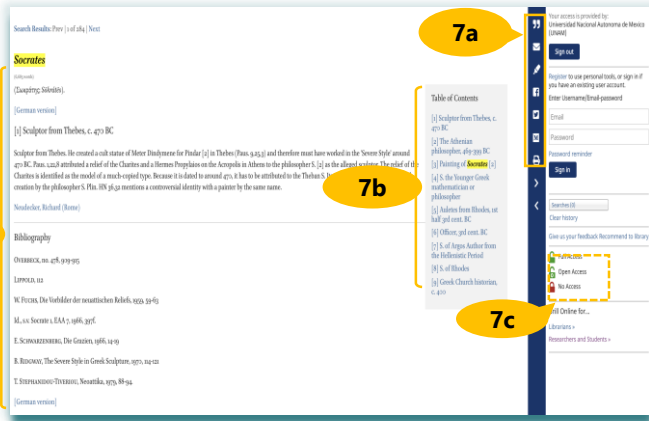 Search Results: Prev | 1 of 284 | Next
Socrates
(Σωκράτης; Sōkrátēs).
[German version]
[1] Sculptor from Thebes, c. 470 BC
Sculptor from Thebes. He created a cult statue of Meter Dindymene for Pindar [2] in Thebes (Paus. 9,25,3) and therefore must have worked in the 'Severe Style' around
470 BC. Paus. 1,22,8 attributed a relief of the Charites and a Hermes Propylaios on the Acropolis in Athens to the philosopher S. [2] as the alleged sculptor. The relief of the
Charites is identified as the model of a much-copied type. Because it is dated to around 470, it has to be attributed to the Theban S.
creation by the philosopher S. Plin. HN 36,32 mentions a controversial identity with a painter by the same name.
Neudecker, Richard (Rome)
Bibliography
OVERBECK, no. 478, 909-915
LIPPOLD, 112
W. FUCHS, Die Vorbilder der neuattischen Reliefs, 1959, 59-63
Id., s.v. Socrate 1, EAA 7, 1966, 397f.
E. SCHWARZENBERG, Die Grazien, 1966, 14-19
B. RIDGWAY, The Severe Style in Greek Sculpture, 1970, 114-121
T. STEPHANIDOU-TIVERIOU, Neoattika, 1979, 88-94.
[German version]
7b
Table of Contents
[1] Sculptor from Thebes, c.
470 BC
[2] The Athenian
philosopher, 469-399 BC
[3] Painting of Socrates [2]
[4] S. the Younger Greek
mathematician or
philosopher
[5] Auletes from Rhodes, 1st
half 3rd cent. BC
[6] Officer, 3rd cent. BC
[7] S. of Argos Author from
the Hellenistic Period
[8] S. of Rhodes
[9] Greek Church historian,
c. 400
7a
Your access is provided by:
Universidad Nacional Autonoma de Mexico
(UNAM)
Sign out
Register to use personal tools, or sign in if
you have an existing user account.
Enter Username/Email-password
Email
Password
Password reminder
Sign in
Searches (0)
Clear history
Give us your feedback Recommend to library
Full Access
Open Access
No Access
7c
Brill Online for...
Librarians »
Researchers and Students »